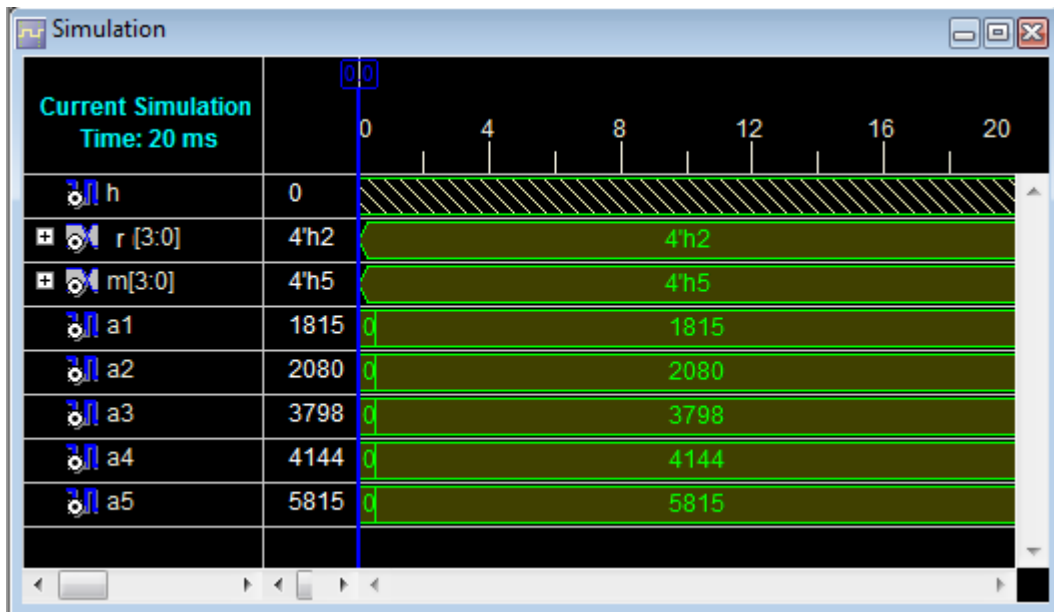 Simulation
Current Simulation
Time: 20 ms
0.0
0 4 8 12 16 20
h 0
r [3:0] 4'h2 4'h2
m[3:0] 4'h5 4'h5
a1 1815 0 1815
a2 2080 0 2080
a3 3798 0 3798
a4 4144 0 4144
a5 5815 0 5815